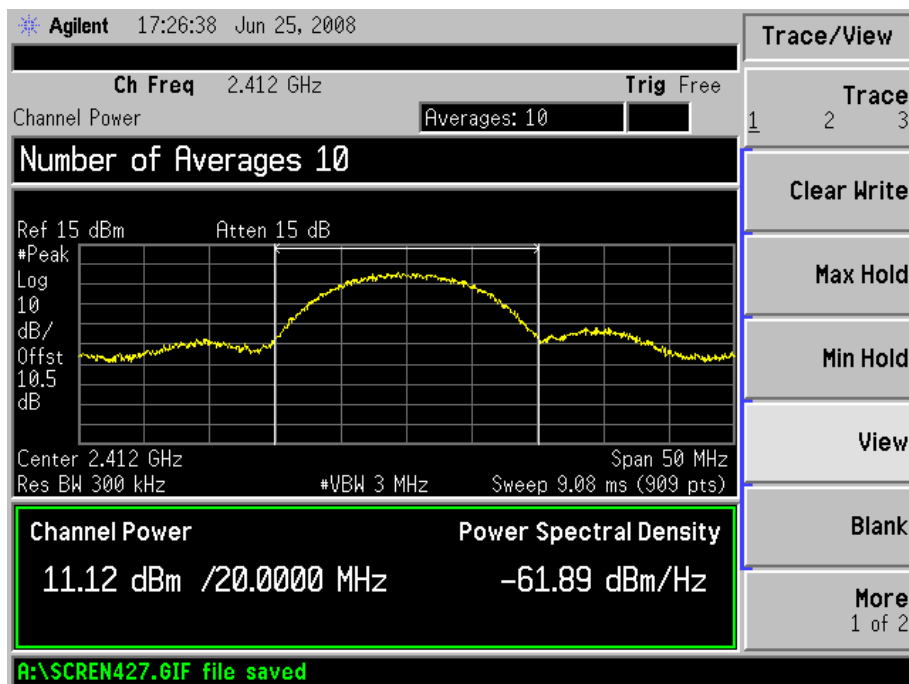 Agilent 17:26:38 Jun 25, 2008
Trace/View
Ch Freq 2.412 GHz Trig Free
Channel Power Averages: 10
Number of Averages 10
Ref 15 dBm Atten 15 dB
#Peak
Log
10
dB/
Offst
10.5
dB
Center 2.412 GHz Span 50 MHz
Res BW 300 kHz #VBW 3 MHz Sweep 9.08 ms (909 pts)
Channel Power Power Spectral Density
11.12 dBm /20.0000 MHz -61.89 dBm/Hz
A:\SCREN427.GIF file saved
Trace
1 2 3
Clear Write
Max Hold
Min Hold
View
Blank
More
1 of 2